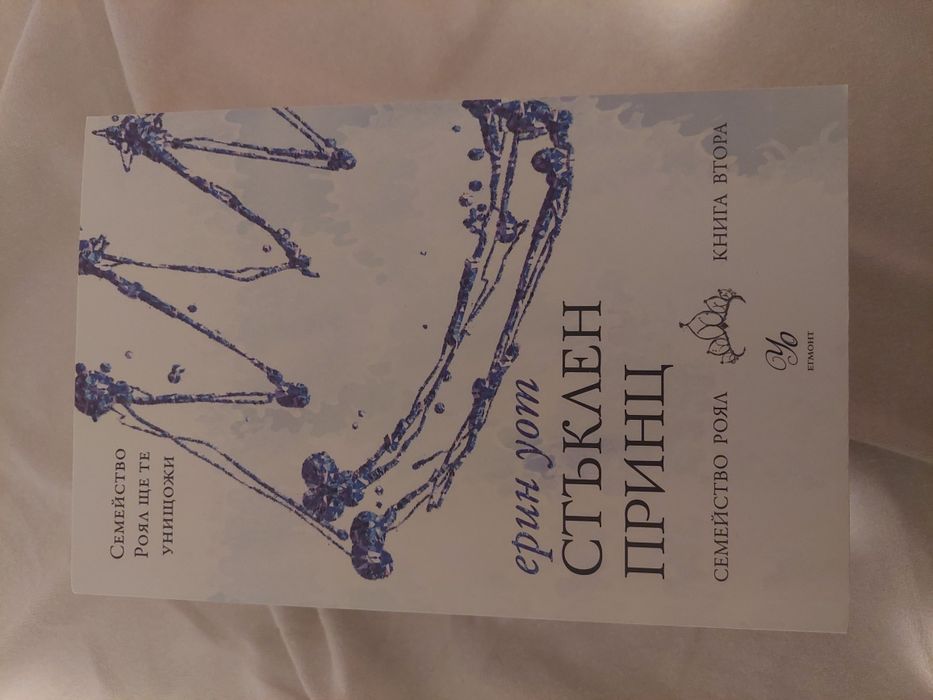 Семейство
Роял ще те
унищожи
ерин уот
СТЪКЛЕН
ПРИНЦ
СЕМЕЙСТВО РОЯЛ КНИГА ВТОРА
ЕГМОНТ